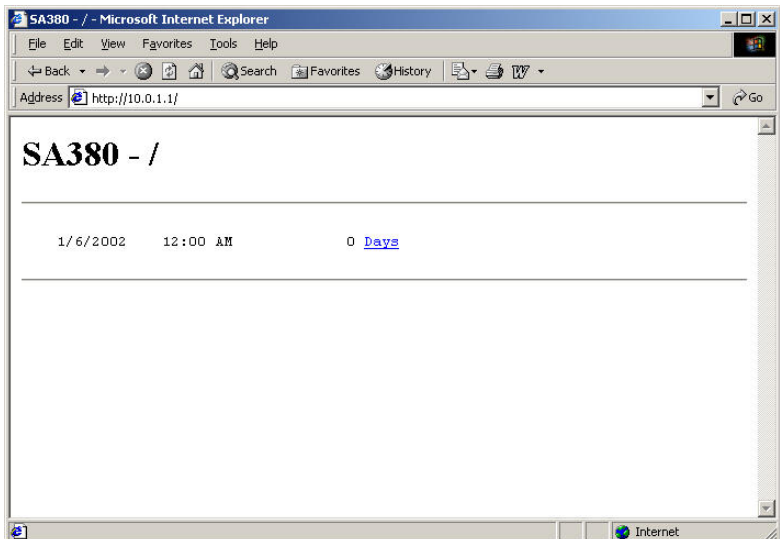 SA380 - / - Microsoft Internet Explorer
File Edit View Favorites Tools Help
Back Search Favorites History
Address http://10.0.1.1/ Go
SA380 - /
1/6/2002 12:00 AM 0 Days
Internet